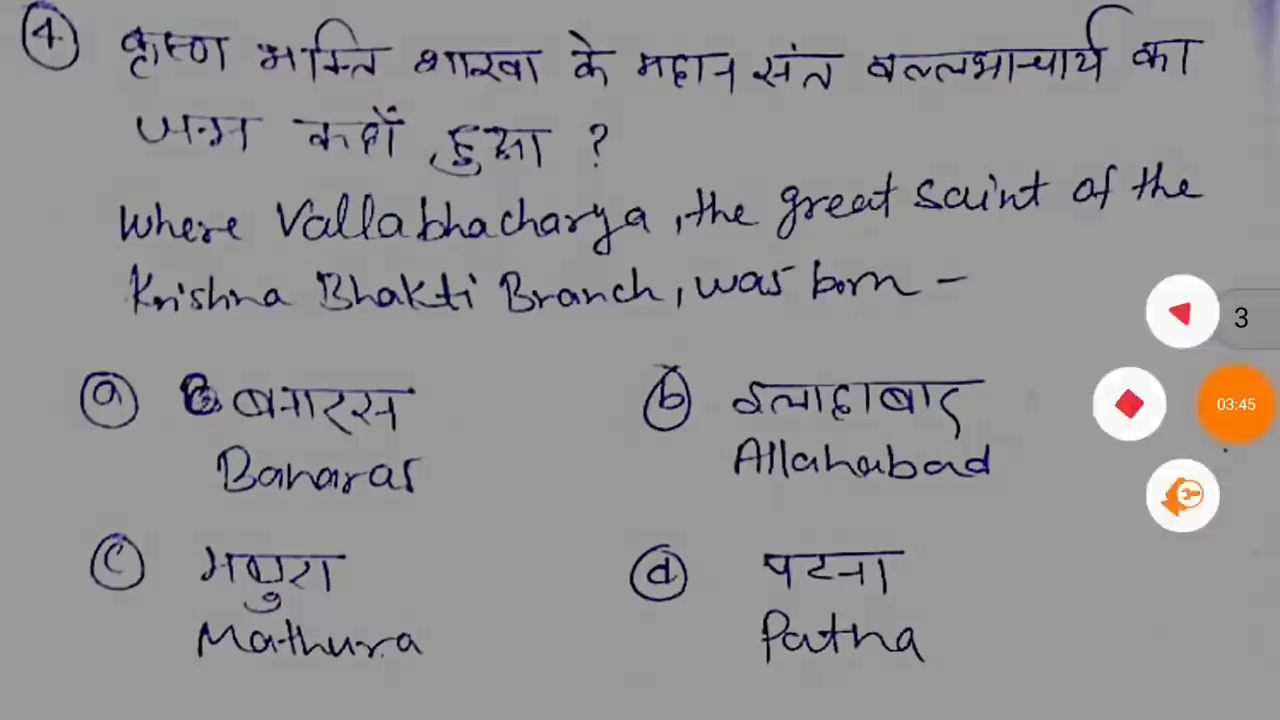 4. कृष्ण भक्ति शाखा के महान संत बल्लभाचार्य का
जन्म कहाँ हुआ ?
Where Vallabhacharya, the great saint of the
Krishna Bhakti Branch, was born -
3
03:45
(a) बनारस
Banaras
(b) इलाहाबाद
Allahabad
(c) मथुरा
Mathura
(d) पटना
Patna